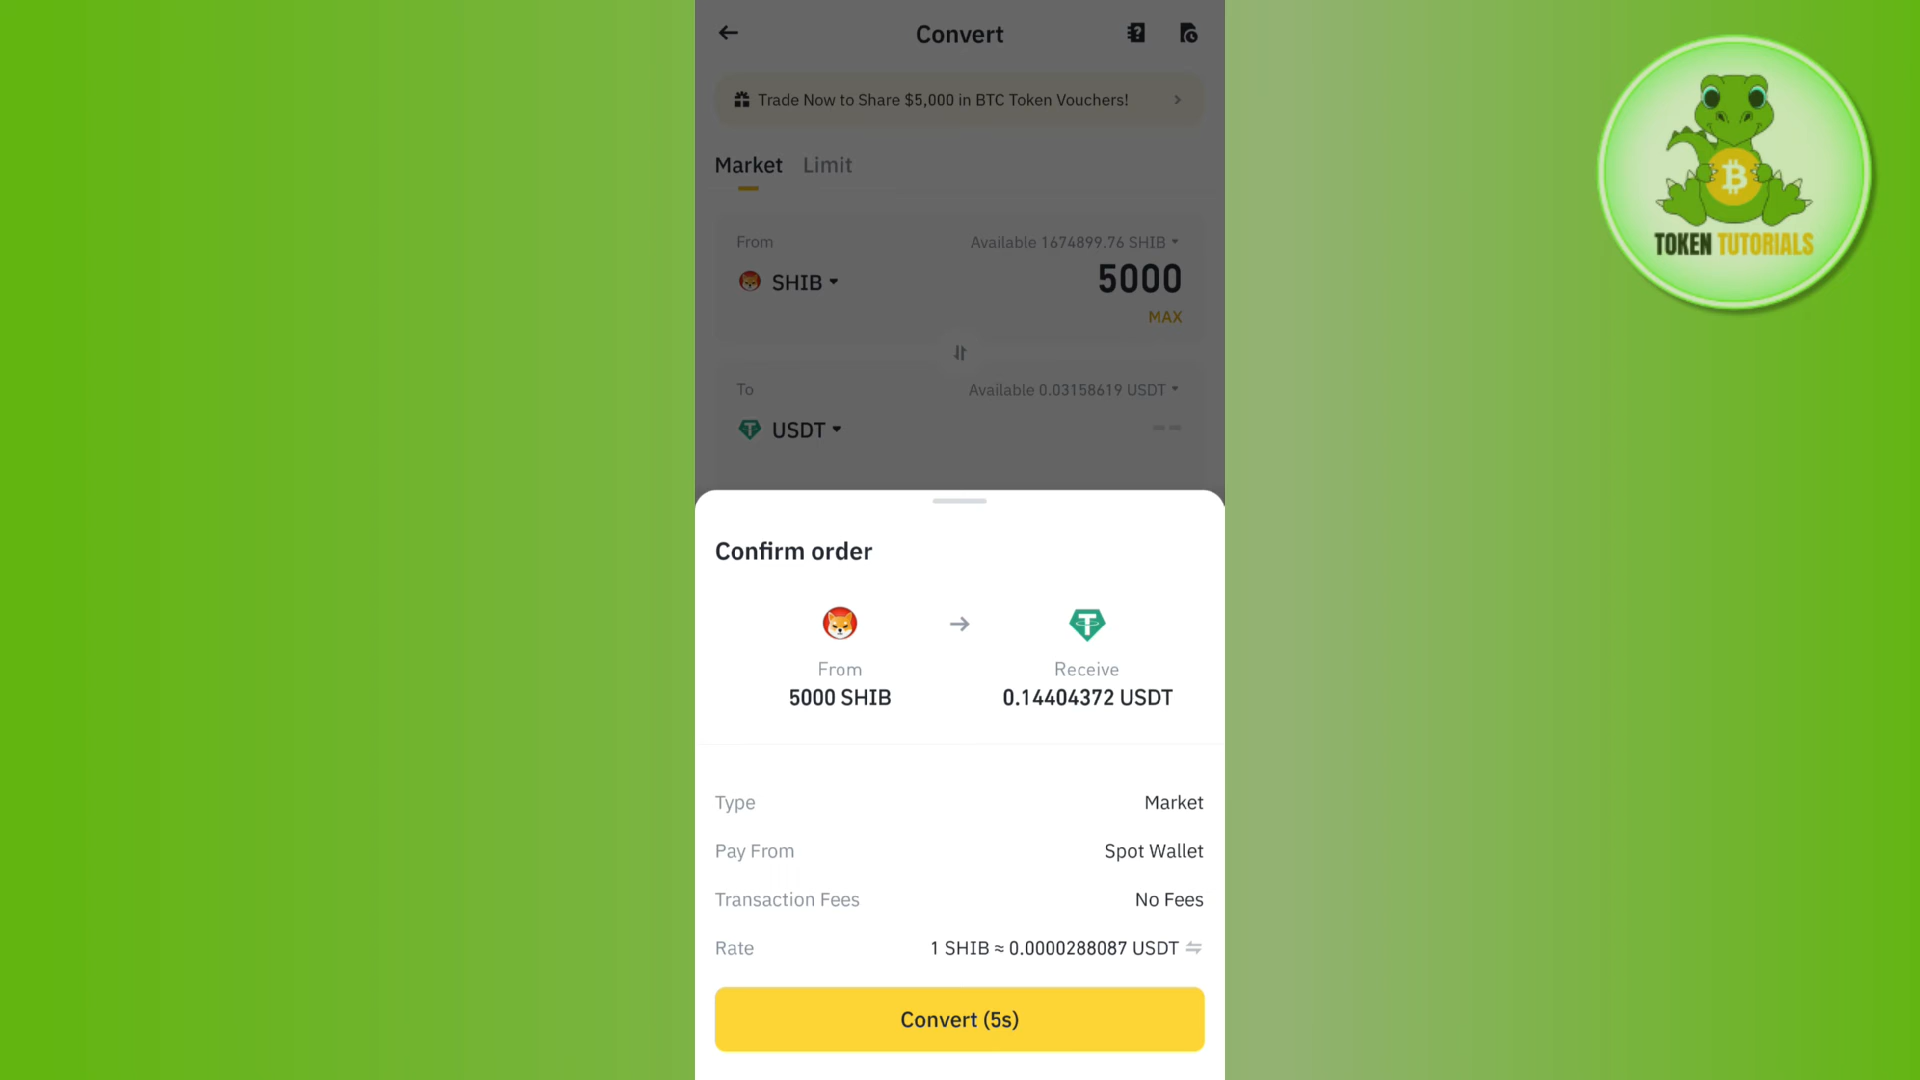 Convert
Trade Now to Share $5,000 in BTC Token Vouchers!
Market Limit
From Available 1674899.76 SHIB
SHIB 5000
MAX
To Available 0.03158619 USDT
USDT --
Confirm order
From Receive
5000 SHIB 0.14404372 USDT
Type Market
Pay From Spot Wallet
Transaction Fees No Fees
Rate 1 SHIB ≈ 0.0000288087 USDT
Convert (5s)
TOKEN TUTORIALS